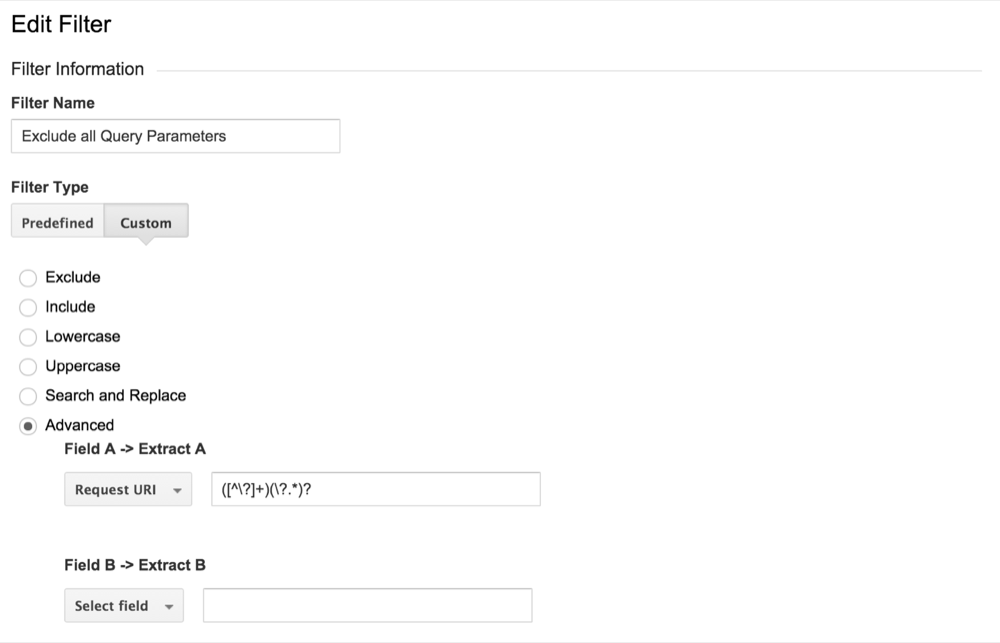 Edit Filter
Filter Information
Filter Name
Exclude all Query Parameters
Filter Type
Predefined Custom
Exclude
Include
Lowercase
Uppercase
Search and Replace
Advanced
Field A -> Extract A
Request URI ([^\?]+)(\?.*)?
Field B -> Extract B
Select field